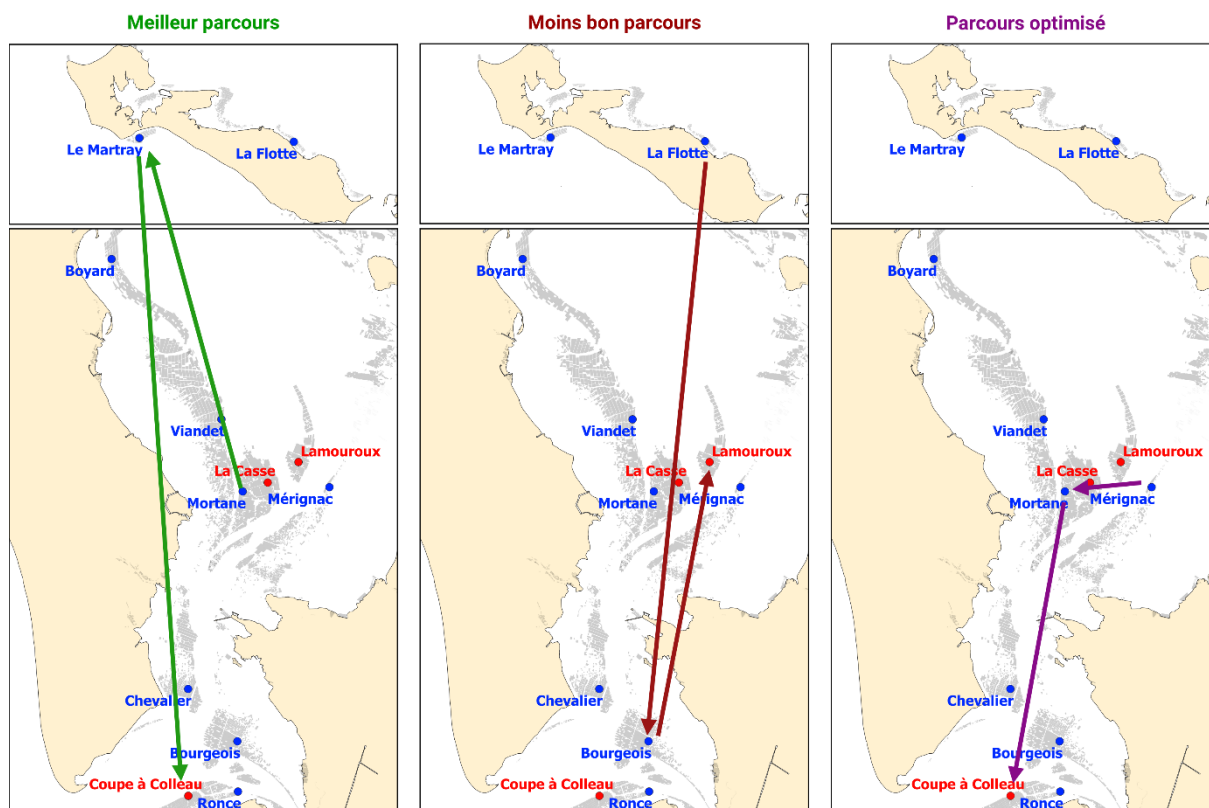 Meilleur parcours
Le Martray
La Flotte
Boyard
Viandet
Lamouroux
La Casse
Mortane
Mérignac
Chevalier
Bourgeois
Coupe à Colleau
Ronce
Moins bon parcours
Le Martray
La Flotte
Boyard
Viandet
Lamouroux
La Casse
Mortane
Mérignac
Chevalier
Bourgeois
Coupe à Colleau
Ronce
Parcours optimisé
Le Martray
La Flotte
Boyard
Viandet
Lamouroux
La Casse
Mortane
Mérignac
Chevalier
Bourgeois
Coupe à Colleau
Ronce